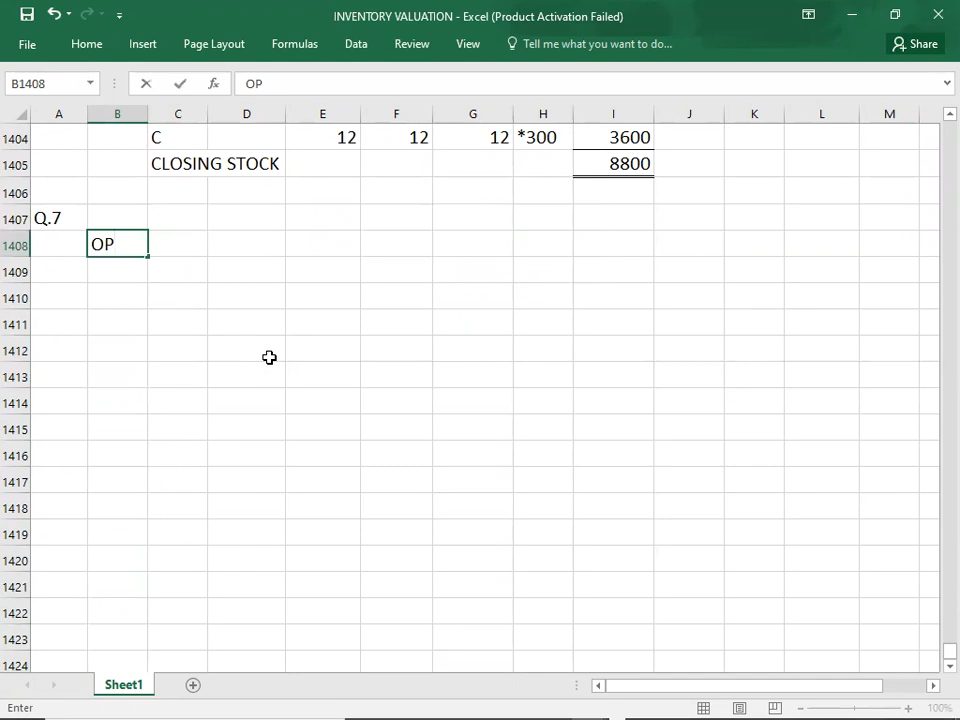 INVENTORY VALUATION - Excel (Product Activation Failed)
File Home Insert Page Layout Formulas Data Review View Tell me what you want to do... Share
B1408 fx OP
A B C D E F G H I J K L M
1404 C 12 12 12 *300 3600
1405 CLOSING STOCK 8800
1406
1407 Q.7
1408 OP
1409
1410
1411
1412
1413
1414
1415
1416
1417
1418
1419
1420
1421
1422
1423
1424
Sheet1
Enter 100%